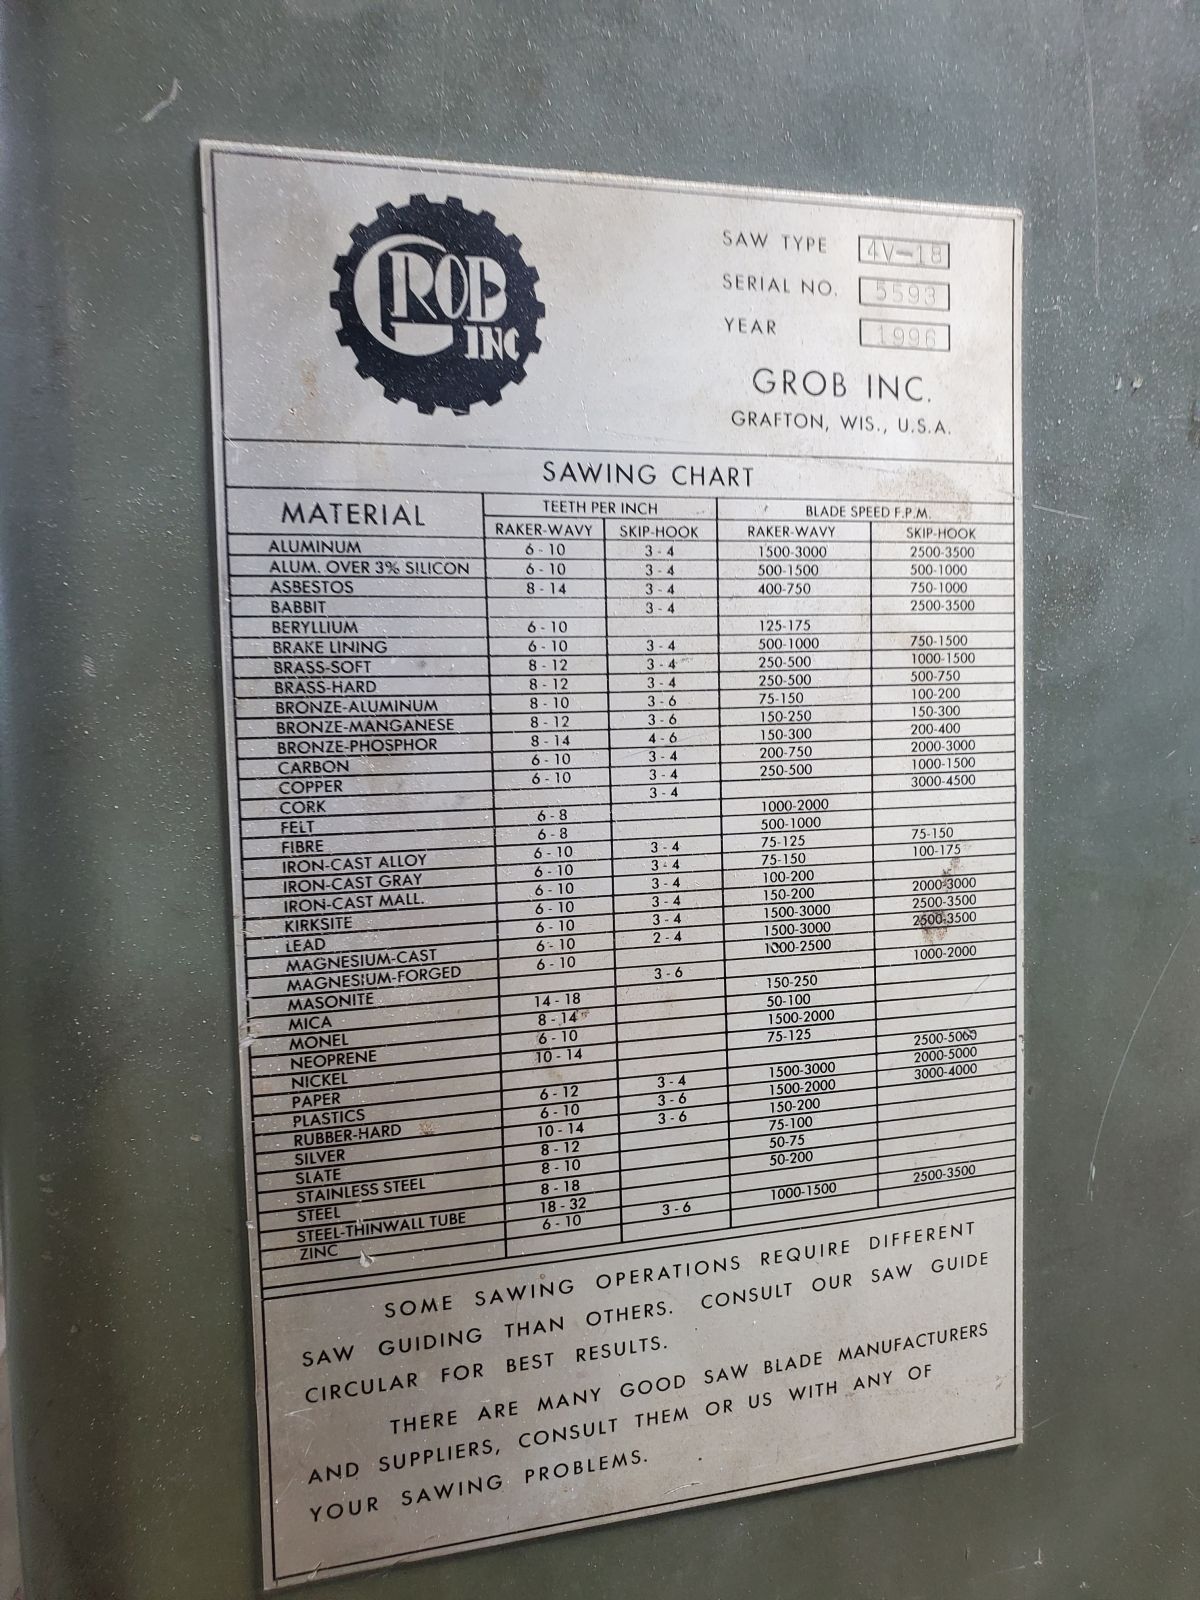 GROB INC
SAW TYPE 4V-18
SERIAL NO. 5593
YEAR 1996
GROB INC.
GRAFTON, WIS., U.S.A.
SAWING CHART
MATERIAL TEETH PER INCH BLADE SPEED F.P.M.
RAKER-WAVY SKIP-HOOK RAKER-WAVY SKIP-HOOK
ALUMINUM 6-10 3-4 1500-3000 2500-3500
ALUM. OVER 3% SILICON 6-10 3-4 500-1500 500-1000
ASBESTOS 8-14 3-4 400-750 750-1000
BABBIT 3-4 2500-3500
BERYLLIUM 6-10 125-175
BRAKE LINING 6-10 3-4 500-1000 750-1500
BRASS-SOFT 8-12 3-4 250-500 1000-1500
BRASS-HARD 8-12 3-4 250-500 500-750
BRONZE-ALUMINUM 8-10 3-6 75-150 100-200
BRONZE-MANGANESE 8-12 3-6 150-250 150-300
BRONZE-PHOSPHOR 8-14 4-6 150-300 200-400
CARBON 6-10 3-4 200-750 2000-3000
COPPER 6-10 3-4 250-500 1000-1500
CORK 3-4 3000-4500
FELT 6-8 1000-2000
FIBRE 6-8 500-1000
IRON-CAST ALLOY 6-10 3-4 75-125 75-150
IRON-CAST GRAY 6-10 3-4 75-150 100-175
IRON-CAST MALL. 6-10 3-4 100-200
KIRKSITE 6-10 3-4 150-200 2000-3000
LEAD 6-10 3-4 1500-3000 2500-3500
MAGNESIUM-CAST 6-10 2-4 1500-3000 2500-3500
MAGNESIUM-FORGED 6-10 1000-2500
MASONITE 3-6 1000-2000
MICA 14-18 150-250
MONEL 8-14 50-100
NEOPRENE 6-10 1500-2000
NICKEL 10-14 75-125
PAPER 3-4 2500-5000
PLASTICS 6-12 3-6 1500-3000 2000-5000
RUBBER-HARD 6-10 3-6 1500-2000 3000-4000
SILVER 10-14 150-200
SLATE 8-12 75-100
STAINLESS STEEL 8-10 50-75
STEEL 8-18 50-200
STEEL-THINWALL TUBE 18-32
ZINC 6-10 3-6 1000-1500 2500-3500
SOME SAWING OPERATIONS REQUIRE DIFFERENT
SAW GUIDING THAN OTHERS. CONSULT OUR SAW GUIDE
CIRCULAR FOR BEST RESULTS.
THERE ARE MANY GOOD SAW BLADE MANUFACTURERS
AND SUPPLIERS, CONSULT THEM OR US WITH ANY OF
YOUR SAWING PROBLEMS.